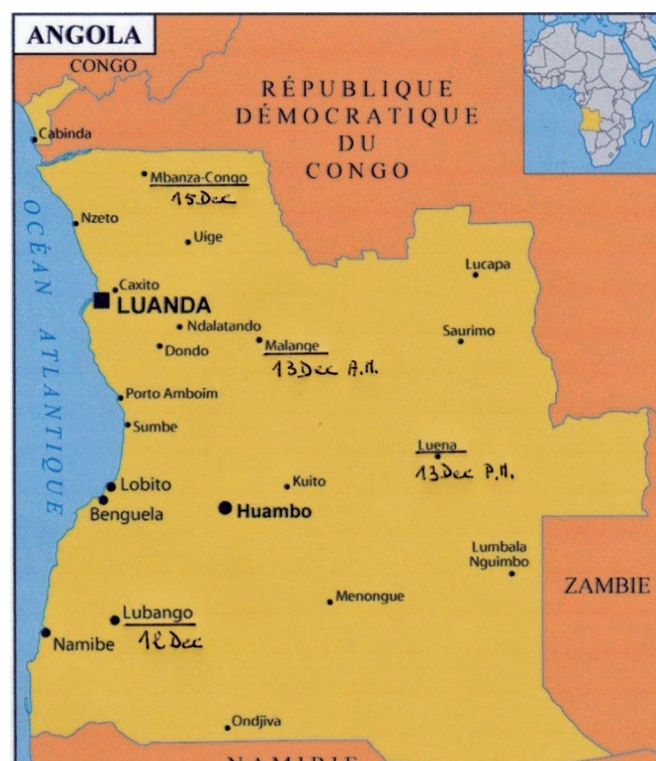 ANGOLA
CONGO
RÉPUBLIQUE
DÉMOCRATIQUE
DU
CONGO
Cabinda
Mbanza-Congo
15 Dec
Nzeto
Uige
OCÉAN ATLANTIQUE
Lucapa
Caxito
LUANDA
Ndalatando
Saurimo
Malange
Dondo
13 Dec A.M.
Porto Amboim
Sumbe
Luena
13 Dec P.M.
Lobito
Kuito
Benguela
Huambo
Lumbala
Nguimbo
ZAMBIE
Menongue
Lubango
12 Dec
Namibe
Ondjiva
NAMIBIE